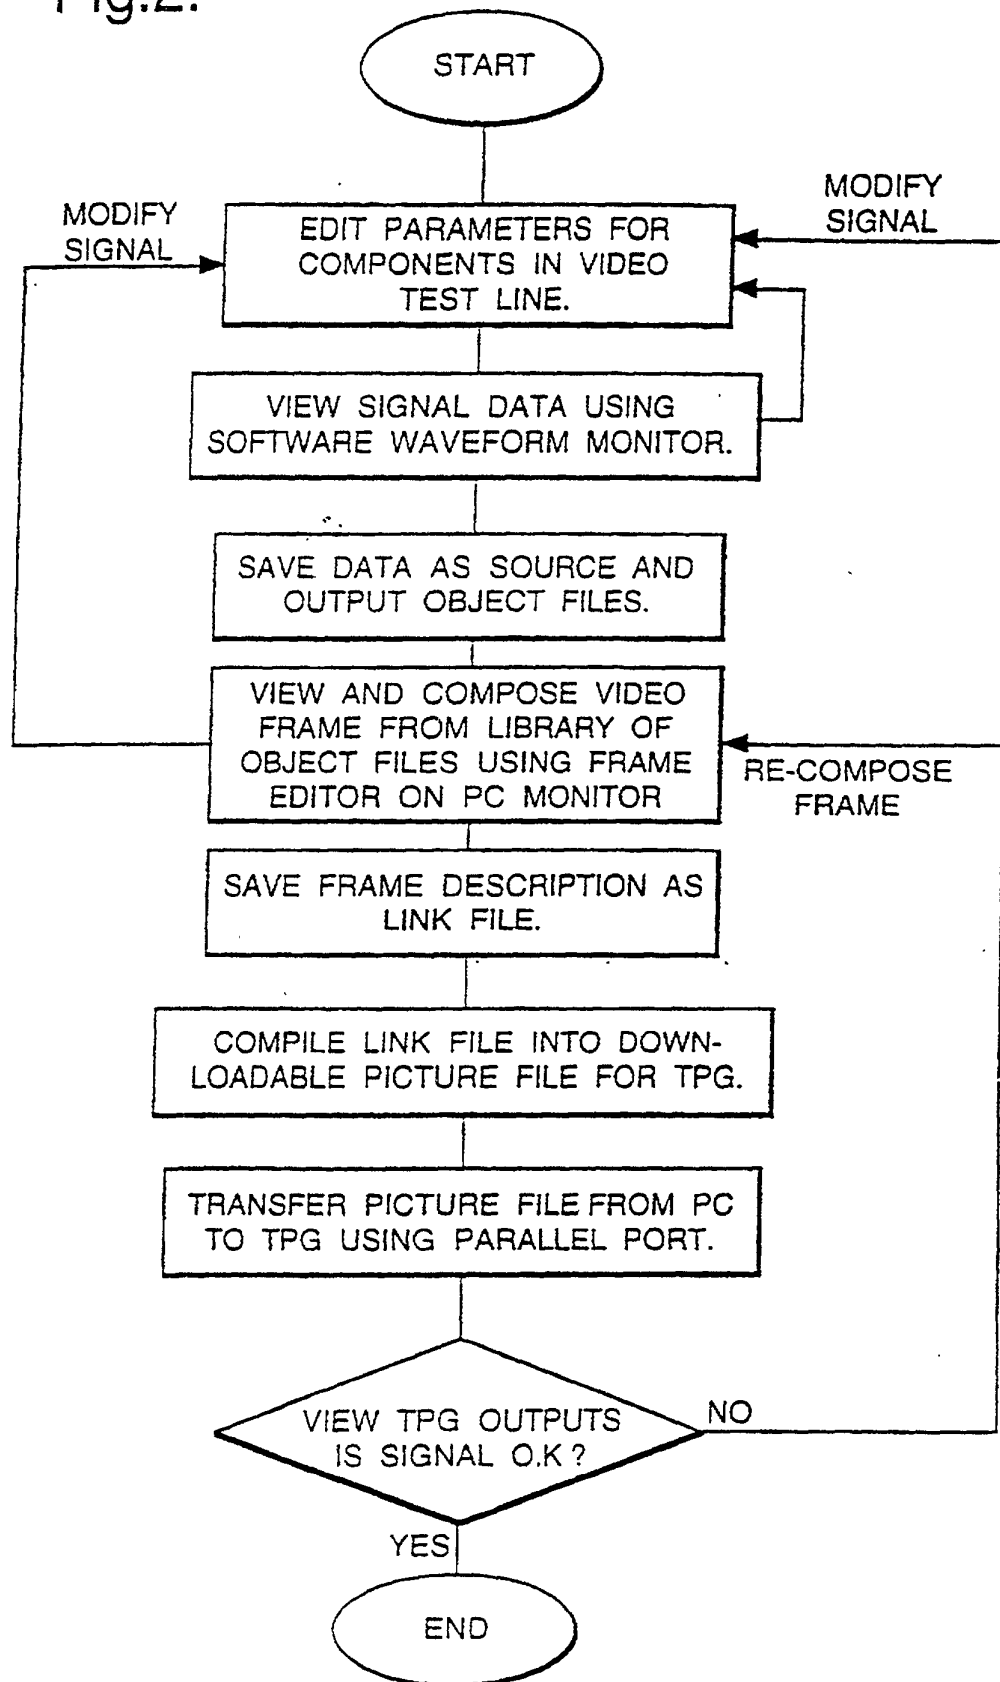 Fig.2.
START
MODIFY
SIGNAL
MODIFY
SIGNAL
EDIT PARAMETERS FOR
COMPONENTS IN VIDEO
TEST LINE.
VIEW SIGNAL DATA USING
SOFTWARE WAVEFORM MONITOR.
SAVE DATA AS SOURCE AND
OUTPUT OBJECT FILES.
VIEW AND COMPOSE VIDEO
FRAME FROM LIBRARY OF
OBJECT FILES USING FRAME
EDITOR ON PC MONITOR
RE-COMPOSE
FRAME
SAVE FRAME DESCRIPTION AS
LINK FILE.
COMPILE LINK FILE INTO DOWN-
LOADABLE PICTURE FILE FOR TPG.
TRANSFER PICTURE FILE FROM PC
TO TPG USING PARALLEL PORT.
VIEW TPG OUTPUTS
IS SIGNAL O.K?
NO
YES
END